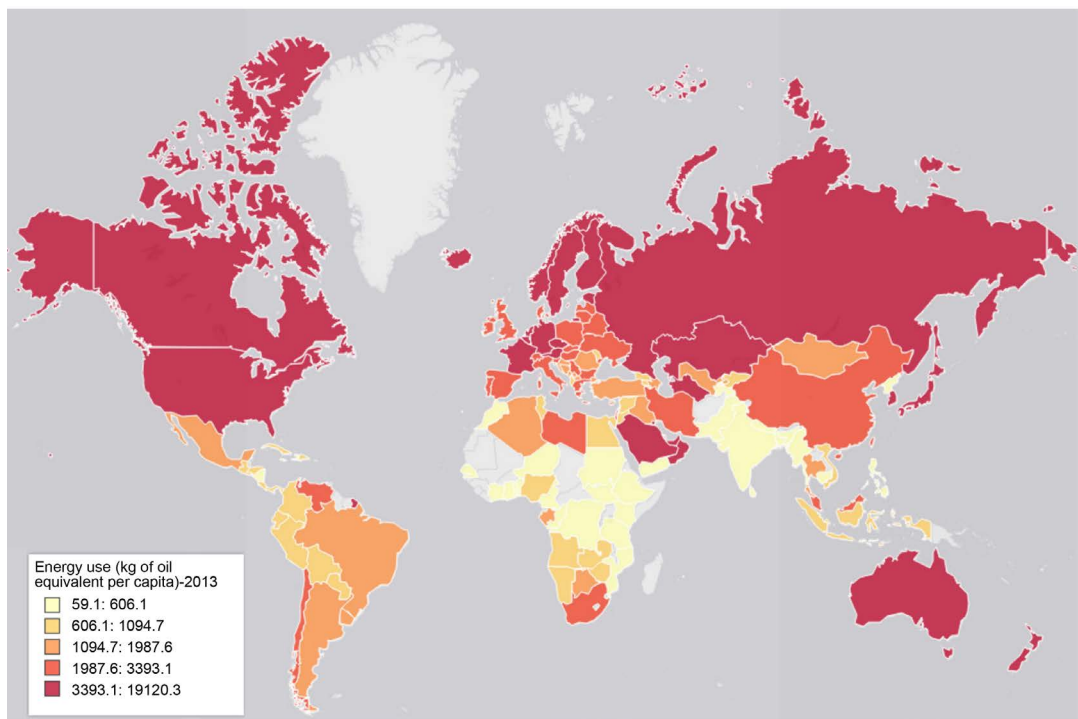 Energy use (kg of oil
equivalent per capita)-2013
59.1: 606.1
606.1: 1094.7
1094.7: 1987.6
1987.6: 3393.1
3393.1: 19120.3